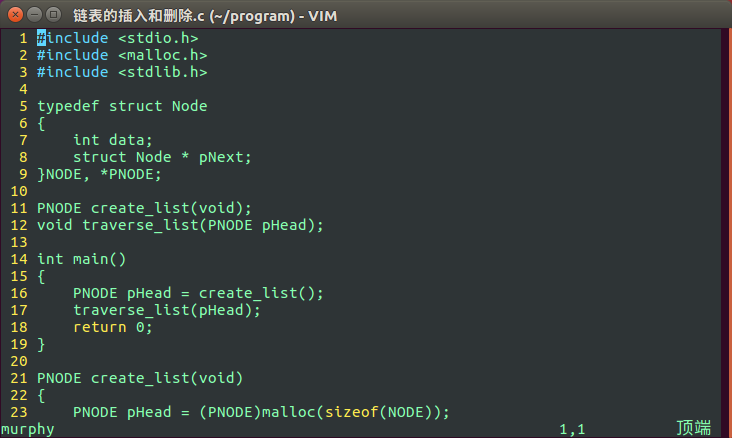 链表的插入和删除.c (~/program) - VIM
1 #include <stdio.h>
2 #include <malloc.h>
3 #include <stdlib.h>
4
5 typedef struct Node
6 {
7     int data;
8     struct Node * pNext;
9 }NODE, *PNODE;
10
11 PNODE create_list(void);
12 void traverse_list(PNODE pHead);
13
14 int main()
15 {
16     PNODE pHead = create_list();
17     traverse_list(pHead);
18     return 0;
19 }
20
21 PNODE create_list(void)
22 {
23     PNODE pHead = (PNODE)malloc(sizeof(NODE));
murphy 1,1 顶端